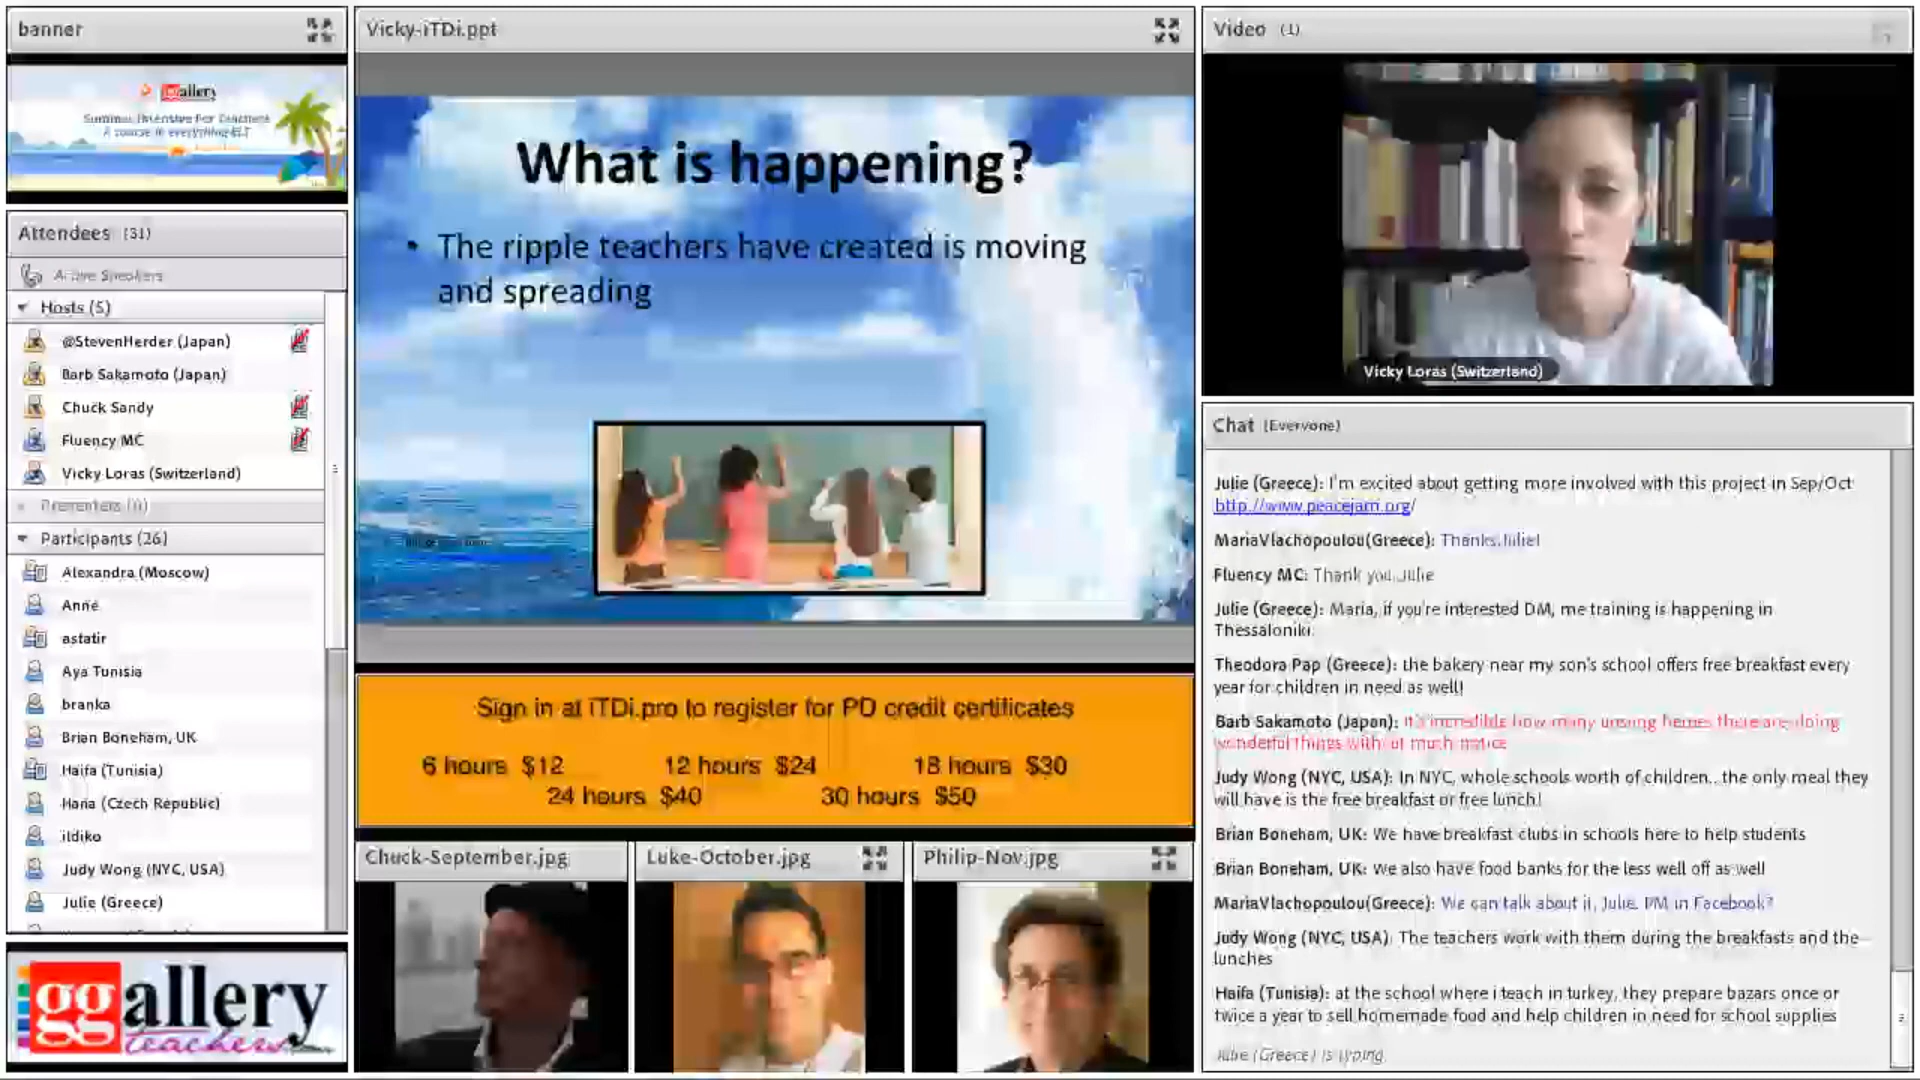 banner
ggallery
Summer Intensive For Teachers
A course in everything ELT
Attendees (31)
Active Speakers
Hosts (5)
@StevenHerder (Japan)
Barb Sakamoto (Japan)
Chuck Sandy
Fluency MC
Vicky Loras (Switzerland)
Presenters (0)
Participants (26)
Alexandra (Moscow)
Anne
astatir
Aya Tunisia
branka
Brian Boneham, UK
Haifa (Tunisia)
Hana (Czech Republic)
ildiko
Judy Wong (NYC, USA)
Julie (Greece)
ggallery
teachers
Vicky-iTDi.ppt
What is happening?
• The ripple teachers have created is moving
and spreading
Sign in at iTDi.pro to register for PD credit certificates
6 hours $12 12 hours $24 18 hours $30
24 hours $40 30 hours $50
Chuck-September.jpg
Luke-October.jpg
Philip-Nov.jpg
Video (1)
Vicky Loras (Switzerland)
Chat (Everyone)
Julie (Greece): I'm excited about getting more involved with this project in Sep/Oct
http://www.peacejam.org/
MariaVlachopoulou(Greece): Thanks,Julie!
Fluency MC: Thank you Julie
Julie (Greece): Maria, if you're interested DM, me training is happening in
Thessaloniki.
Theodora Pap (Greece): the bakery near my son's school offers free breakfast every
year for children in need as well!
Barb Sakamoto (Japan): It's incredible how many unsung heroes there are doing
wonderful things without much notice
Judy Wong (NYC, USA): In NYC, whole schools worth of children.. the only meal they
will have is the free breakfast or free lunch!
Brian Boneham, UK: We have breakfast clubs in schools here to help students
Brian Boneham, UK: We also have food banks for the less well off as well
MariaVlachopoulou(Greece): We can talk about it, Julie. PM in Facebook?
Judy Wong (NYC, USA): The teachers work with them during the breakfasts and the
lunches
Haifa (Tunisia): at the school where i teach in turkey, they prepare bazars once or
twice a year to sell homemade food and help children in need for school supplies
Julie (Greece) is typing.